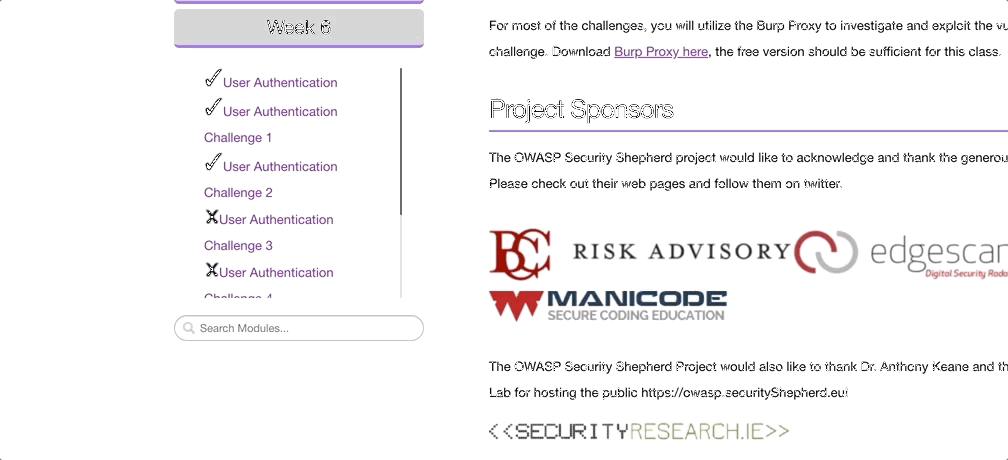 Week 6
User Authentication
User Authentication
Challenge 1
User Authentication
Challenge 2
User Authentication
Challenge 3
User Authentication
Challenge 4
Search Modules...
For most of the challenges, you will utilize the Burp Proxy to investigate and exploit the vu
challenge. Download Burp Proxy here, the free version should be sufficient for this class.
Project Sponsors
The OWASP Security Shepherd project would like to acknowledge and thank the generou
Please check out their web pages and follow them on twitter.
BC RISK ADVISORY
edgescan
Digital Security Rada
MANICODE
SECURE CODING EDUCATION
The OWASP Security Shepherd Project would also like to thank Dr. Anthony Keane and th
Lab for hosting the public https://owasp.securityShepherd.eu!
<<SECURITYRESEARCH.IE>>